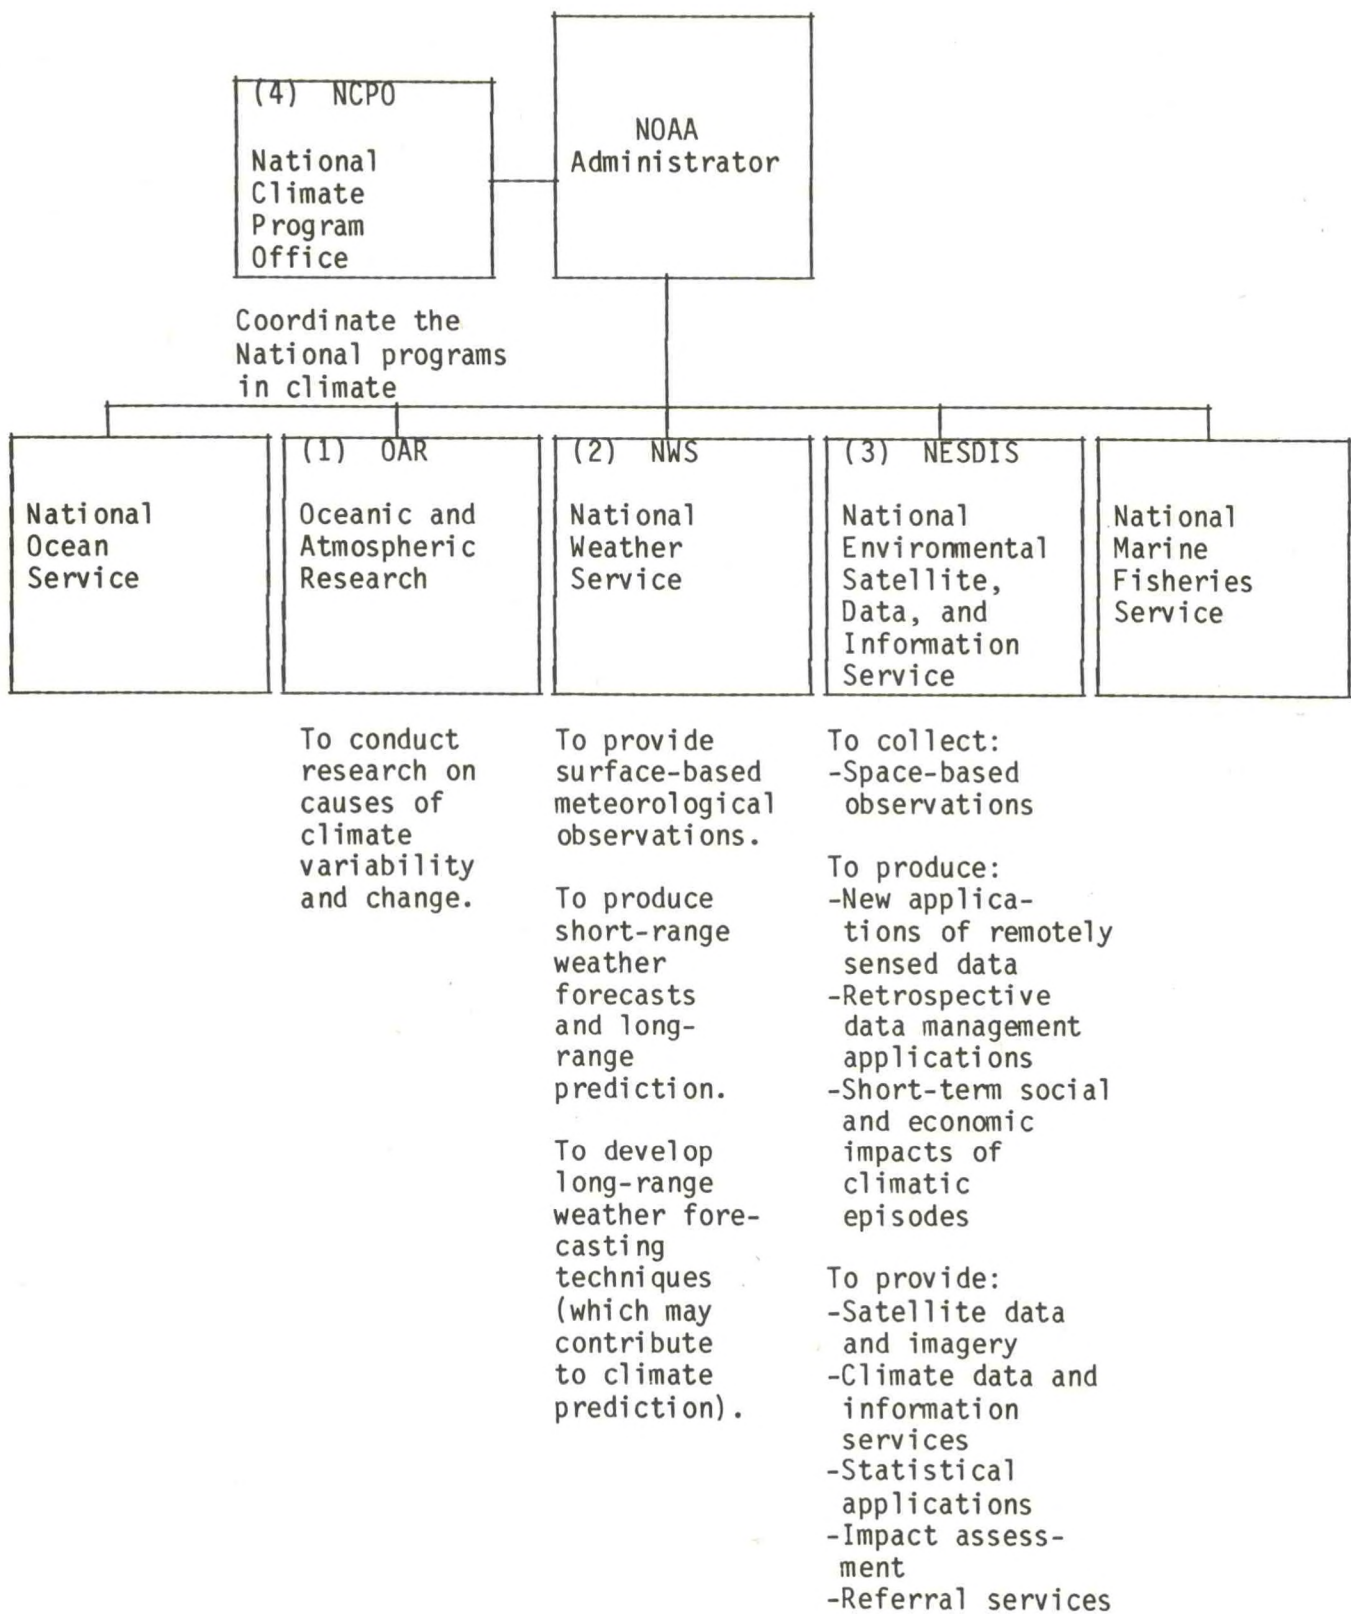 (4) NCPO
National
Climate
Program
Office
NOAA
Administrator
Coordinate the
National programs
in climate
National
Ocean
Service
(1) OAR
Oceanic and
Atmospheric
Research
(2) NWS
National
Weather
Service
(3) NESDIS
National
Environmental
Satellite,
Data, and
Information
Service
National
Marine
Fisheries
Service
To conduct
research on
causes of
climate
variability
and change.
To provide
surface-based
meteorological
observations.
To produce
short-range
weather
forecasts
and long-
range
prediction.
To develop
long-range
weather fore-
casting
techniques
(which may
contribute
to climate
prediction).
To collect:
-Space-based
observations
To produce:
-New applica-
tions of remotely
sensed data
-Retrospective
data management
applications
-Short-term social
and economic
impacts of
climatic
episodes
To provide:
-Satellite data
and imagery
-Climate data and
information
services
-Statistical
applications
-Impact assess-
ment
-Referral services